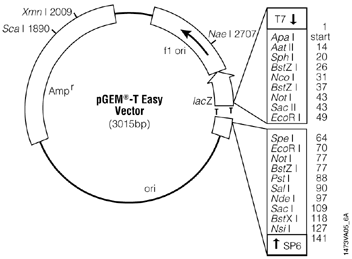 Xmn I 2009
Sca I 1890
Nae I 2707
f1 ori
Ampr
pGEM®-T Easy
Vector
(3015bp)
lacZ
T T
ori
T7 ↓
1 start
Apa I 14
Aat II 20
Sph I 26
BstZ I 31
Nco I 37
BstZ I 43
Not I 43
Sac II 49
EcoR I 52
Spe I 64
EcoR I 70
Not I 77
BstZ I 77
Pst I 88
Sal I 90
Nde I 97
Sac I 109
BstX I 118
Nsi I 127
141
↑ SP6
1473VA05_6A